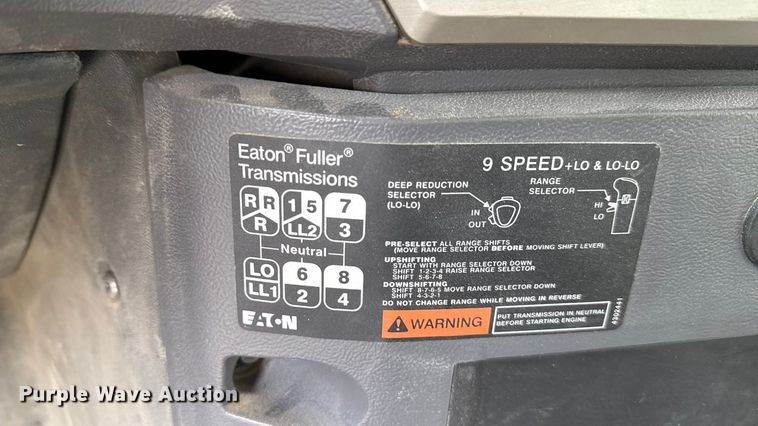 Eaton® Fuller®
Transmissions
9 SPEED +LO & LO-LO
R R 1 5 7
R LL2 3
Neutral
LO 6 8
LL1 2 4
EATON
DEEP REDUCTION
SELECTOR
(LO-LO)
IN
OUT
RANGE
SELECTOR
HI
LO
PRE-SELECT ALL RANGE SHIFTS
(MOVE RANGE SELECTOR BEFORE MOVING SHIFT LEVER)
UPSHIFTING
START WITH RANGE SELECTOR DOWN
SHIFT 1-2-3-4 RAISE RANGE SELECTOR
SHIFT 5-6-7-8
DOWNSHIFTING
SHIFT 8-7-6-5 MOVE RANGE SELECTOR DOWN
SHIFT 4-3-2-1
DO NOT CHANGE RANGE WHILE MOVING IN REVERSE
WARNING
PUT TRANSMISSION IN NEUTRAL
BEFORE STARTING ENGINE
4302441
Purple Wave Auction